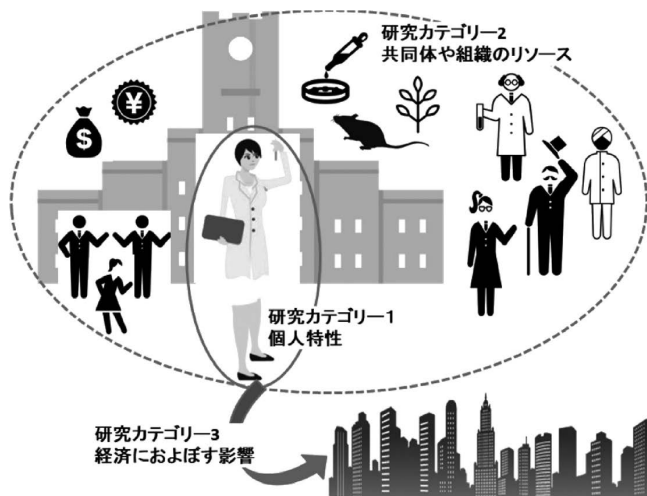 研究カテゴリー2
共同体や組織のリソース
¥
$
研究カテゴリー1
個人特性
研究カテゴリー3
経済におよぼす影響